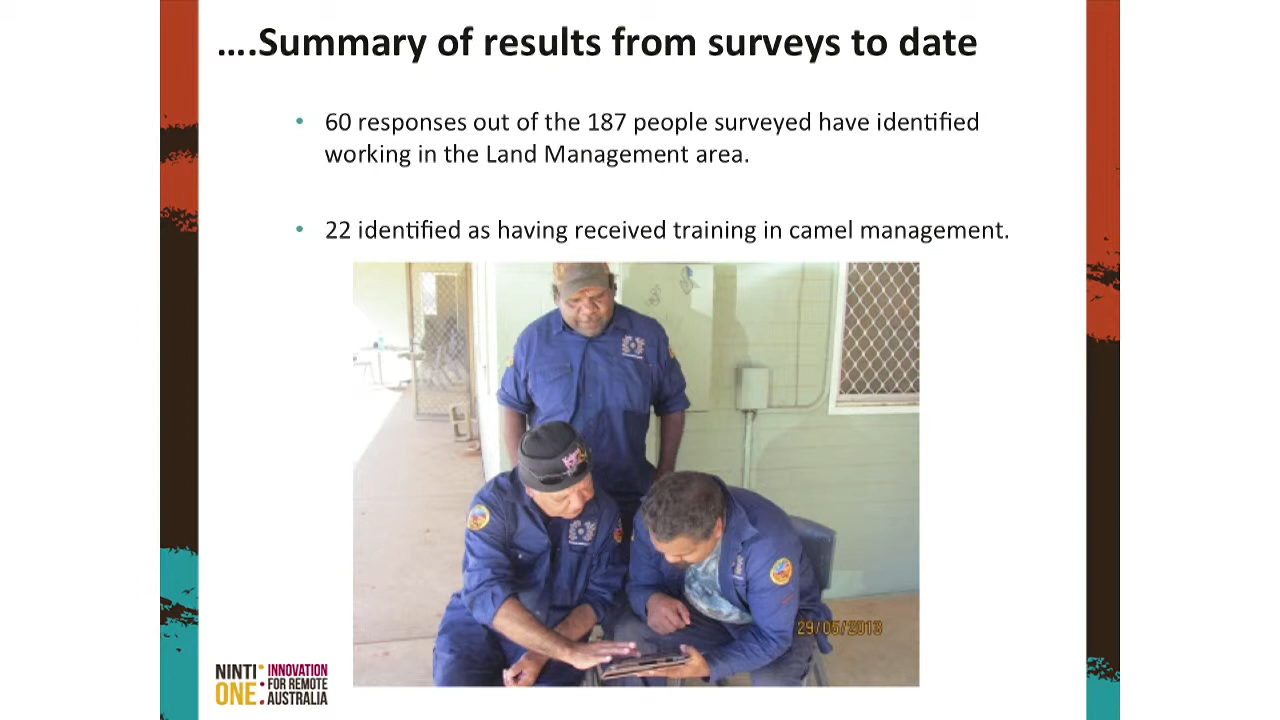 ....Summary of results from surveys to date
• 60 responses out of the 187 people surveyed have identified
working in the Land Management area.
• 22 identified as having received training in camel management.
29/05/2013
NINTI
ONE:
INNOVATION
FOR REMOTE
AUSTRALIA